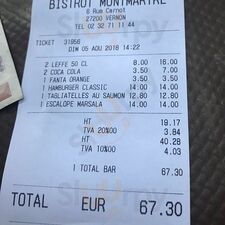 BISTROT MONTMARTRE
6 Rue Carnot
27200 VERNON
TEL 02 32 71 11 44
TICKET 31956
DIM 05 AOU 2018 14:22
2 LEFFE 50 CL 8.00 16.00
2 COCA COLA 3.50 7.00
1 FANTA ORANGE 3.50 3.50
1 HAMBURGER CLASSIC 14.00 14.00
1 TAGLIATELLES AU SAUMON 12.80 12.80
1 ESCALOPE MARSALA 14.00 14.00
HT 19.17
TVA 20%00 3.84
HT 40.28
TVA 10%00 4.03
1 TOTAL BAR 67.30
TOTAL EUR 67.30